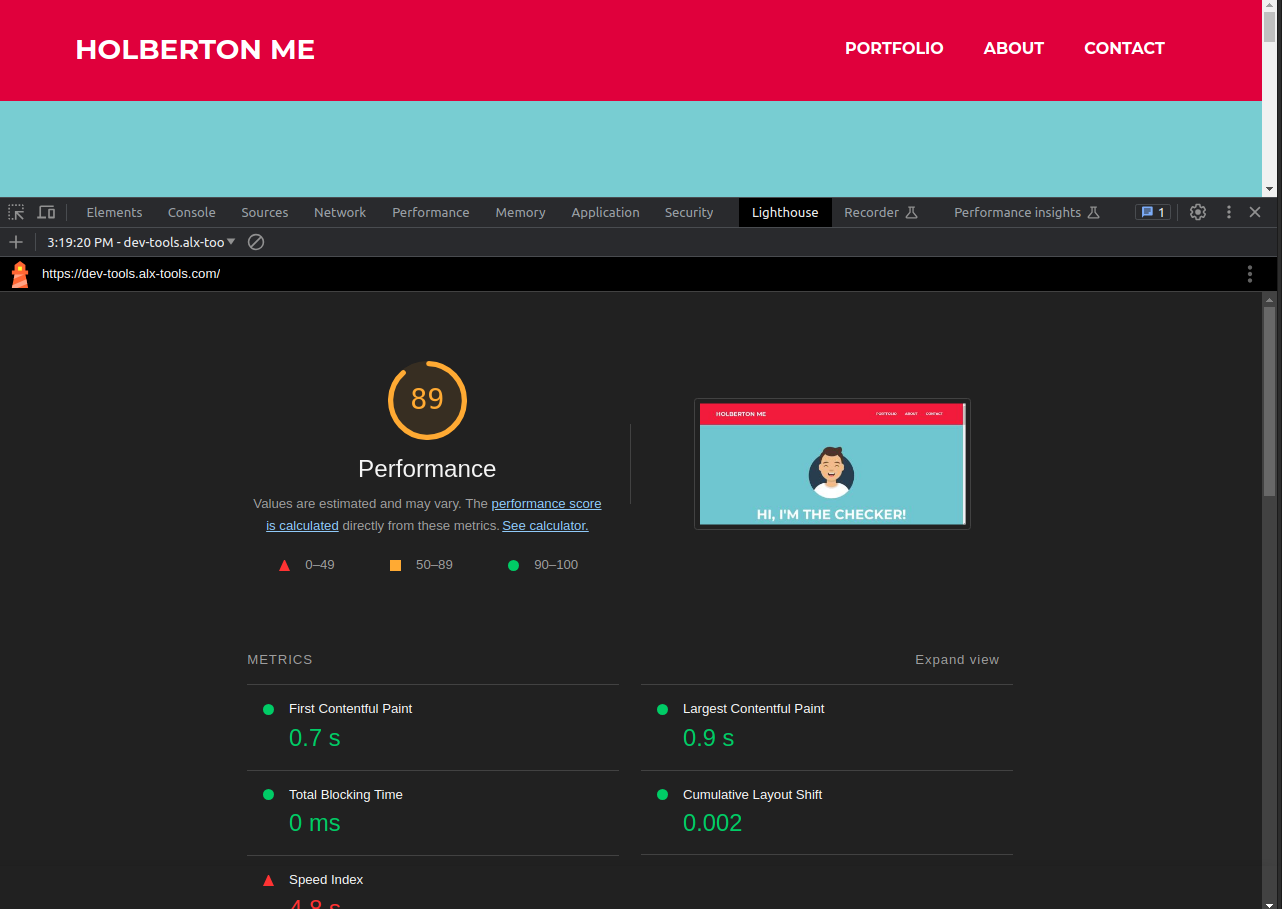 HOLBERTON ME
PORTFOLIO ABOUT CONTACT
Elements Console Sources Network Performance Memory Application Security Lighthouse Recorder Performance insights 1
3:19:20 PM - dev-tools.alx-too
https://dev-tools.alx-tools.com/
89
Performance
Values are estimated and may vary. The performance score
is calculated directly from these metrics. See calculator.
0–49 50–89 90–100
HOLBERTON ME PORTFOLIO ABOUT CONTACT
HI, I'M THE CHECKER!
METRICS Expand view
First Contentful Paint
0.7 s
Largest Contentful Paint
0.9 s
Total Blocking Time
0 ms
Cumulative Layout Shift
0.002
Speed Index
4.8 s